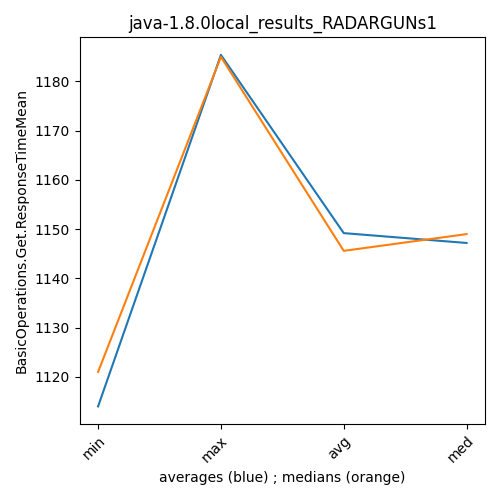 java-1.8.0local_results_RADARGUNs1
BasicOperations.Get.ResponseTimeMean
1180
1170
1160
1150
1140
1130
1120
min
max
avg
med
averages (blue) ; medians (orange)